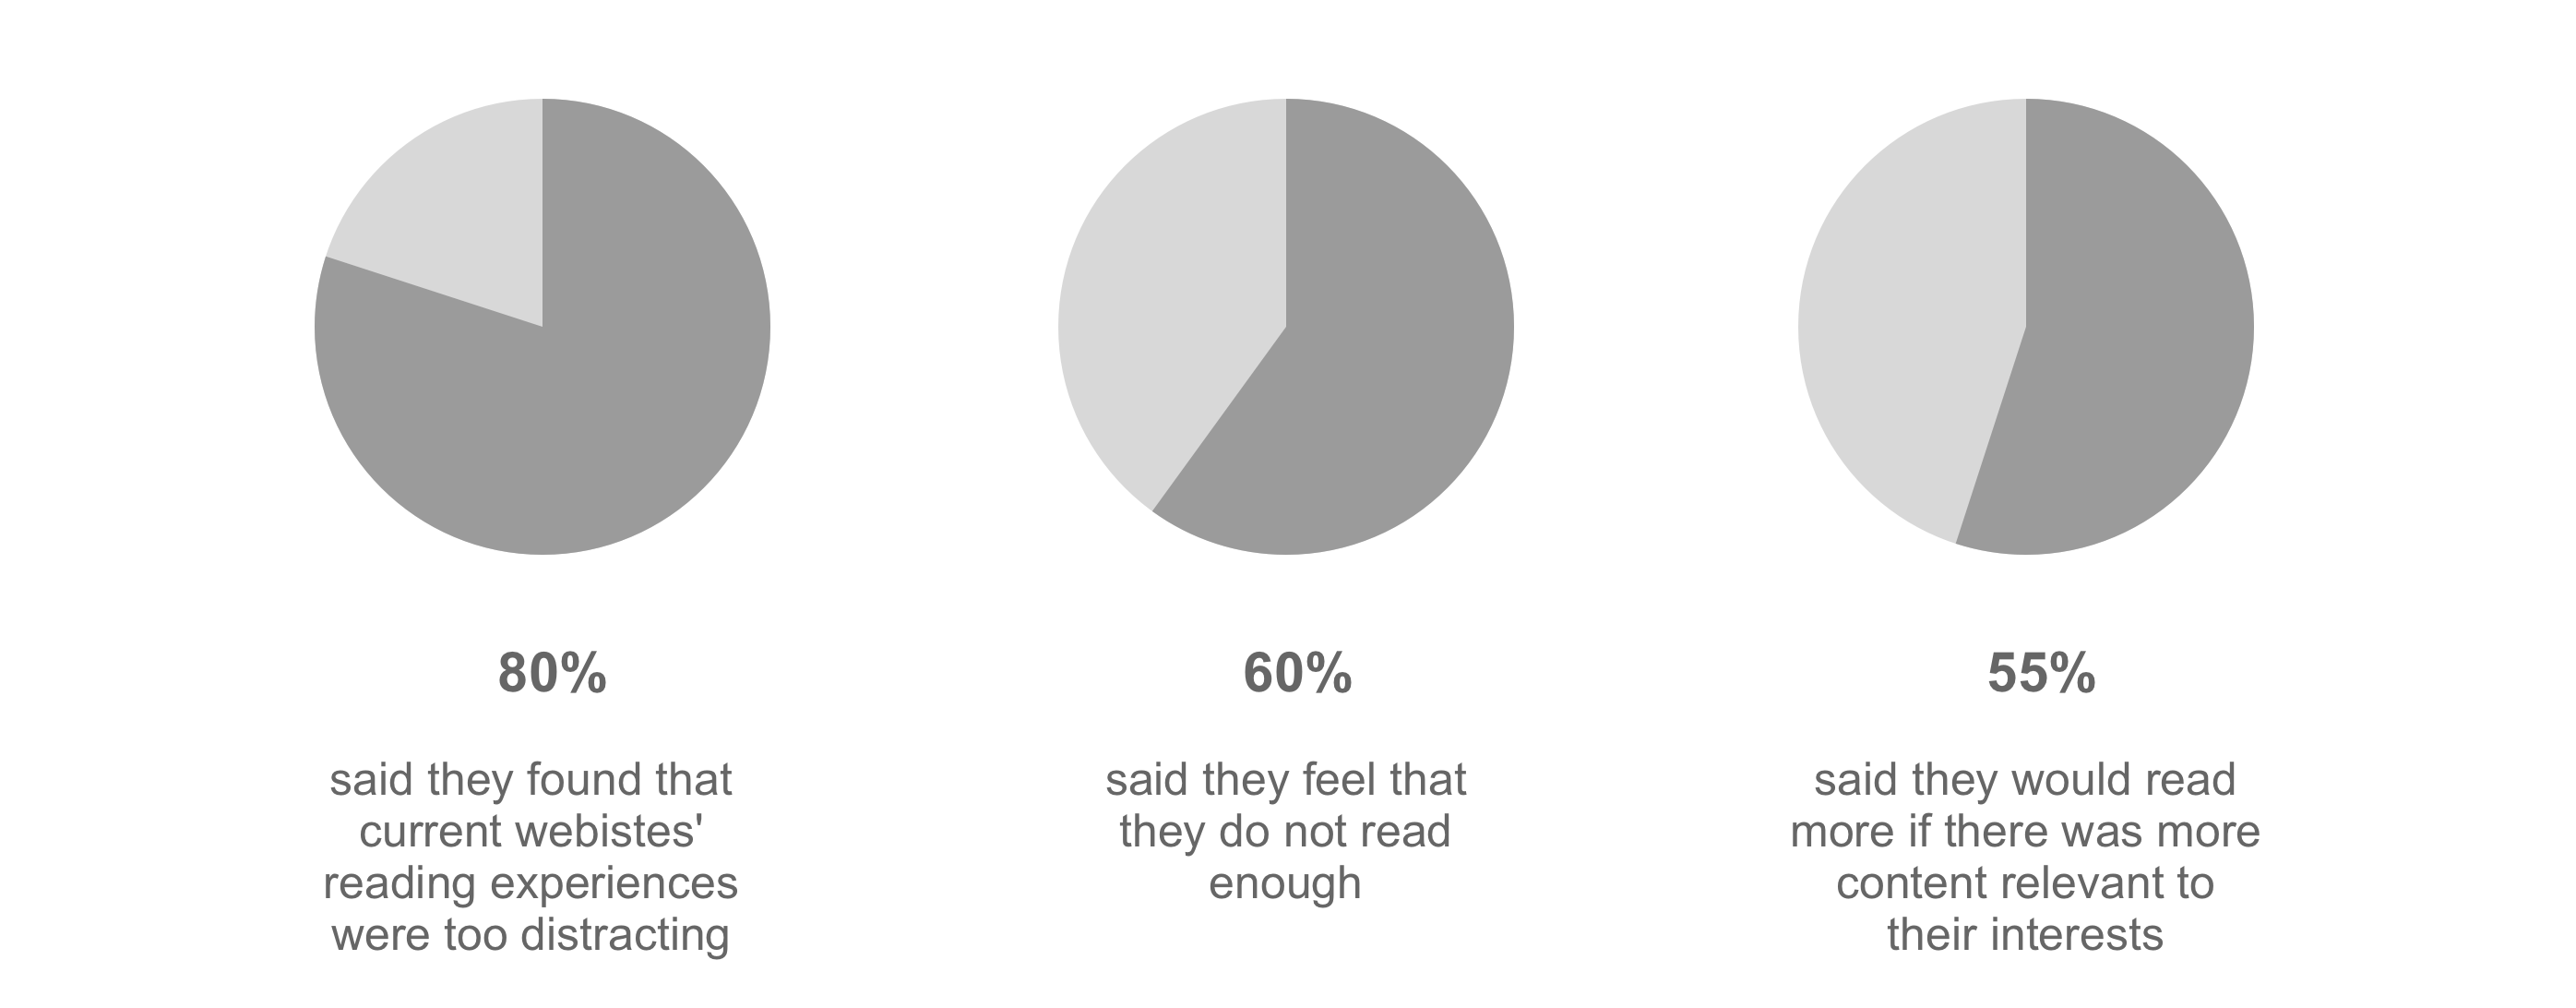 80%
said they found that
current webistes'
reading experiences
were too distracting
60%
said they feel that
they do not read
enough
55%
said they would read
more if there was more
content relevant to
their interests